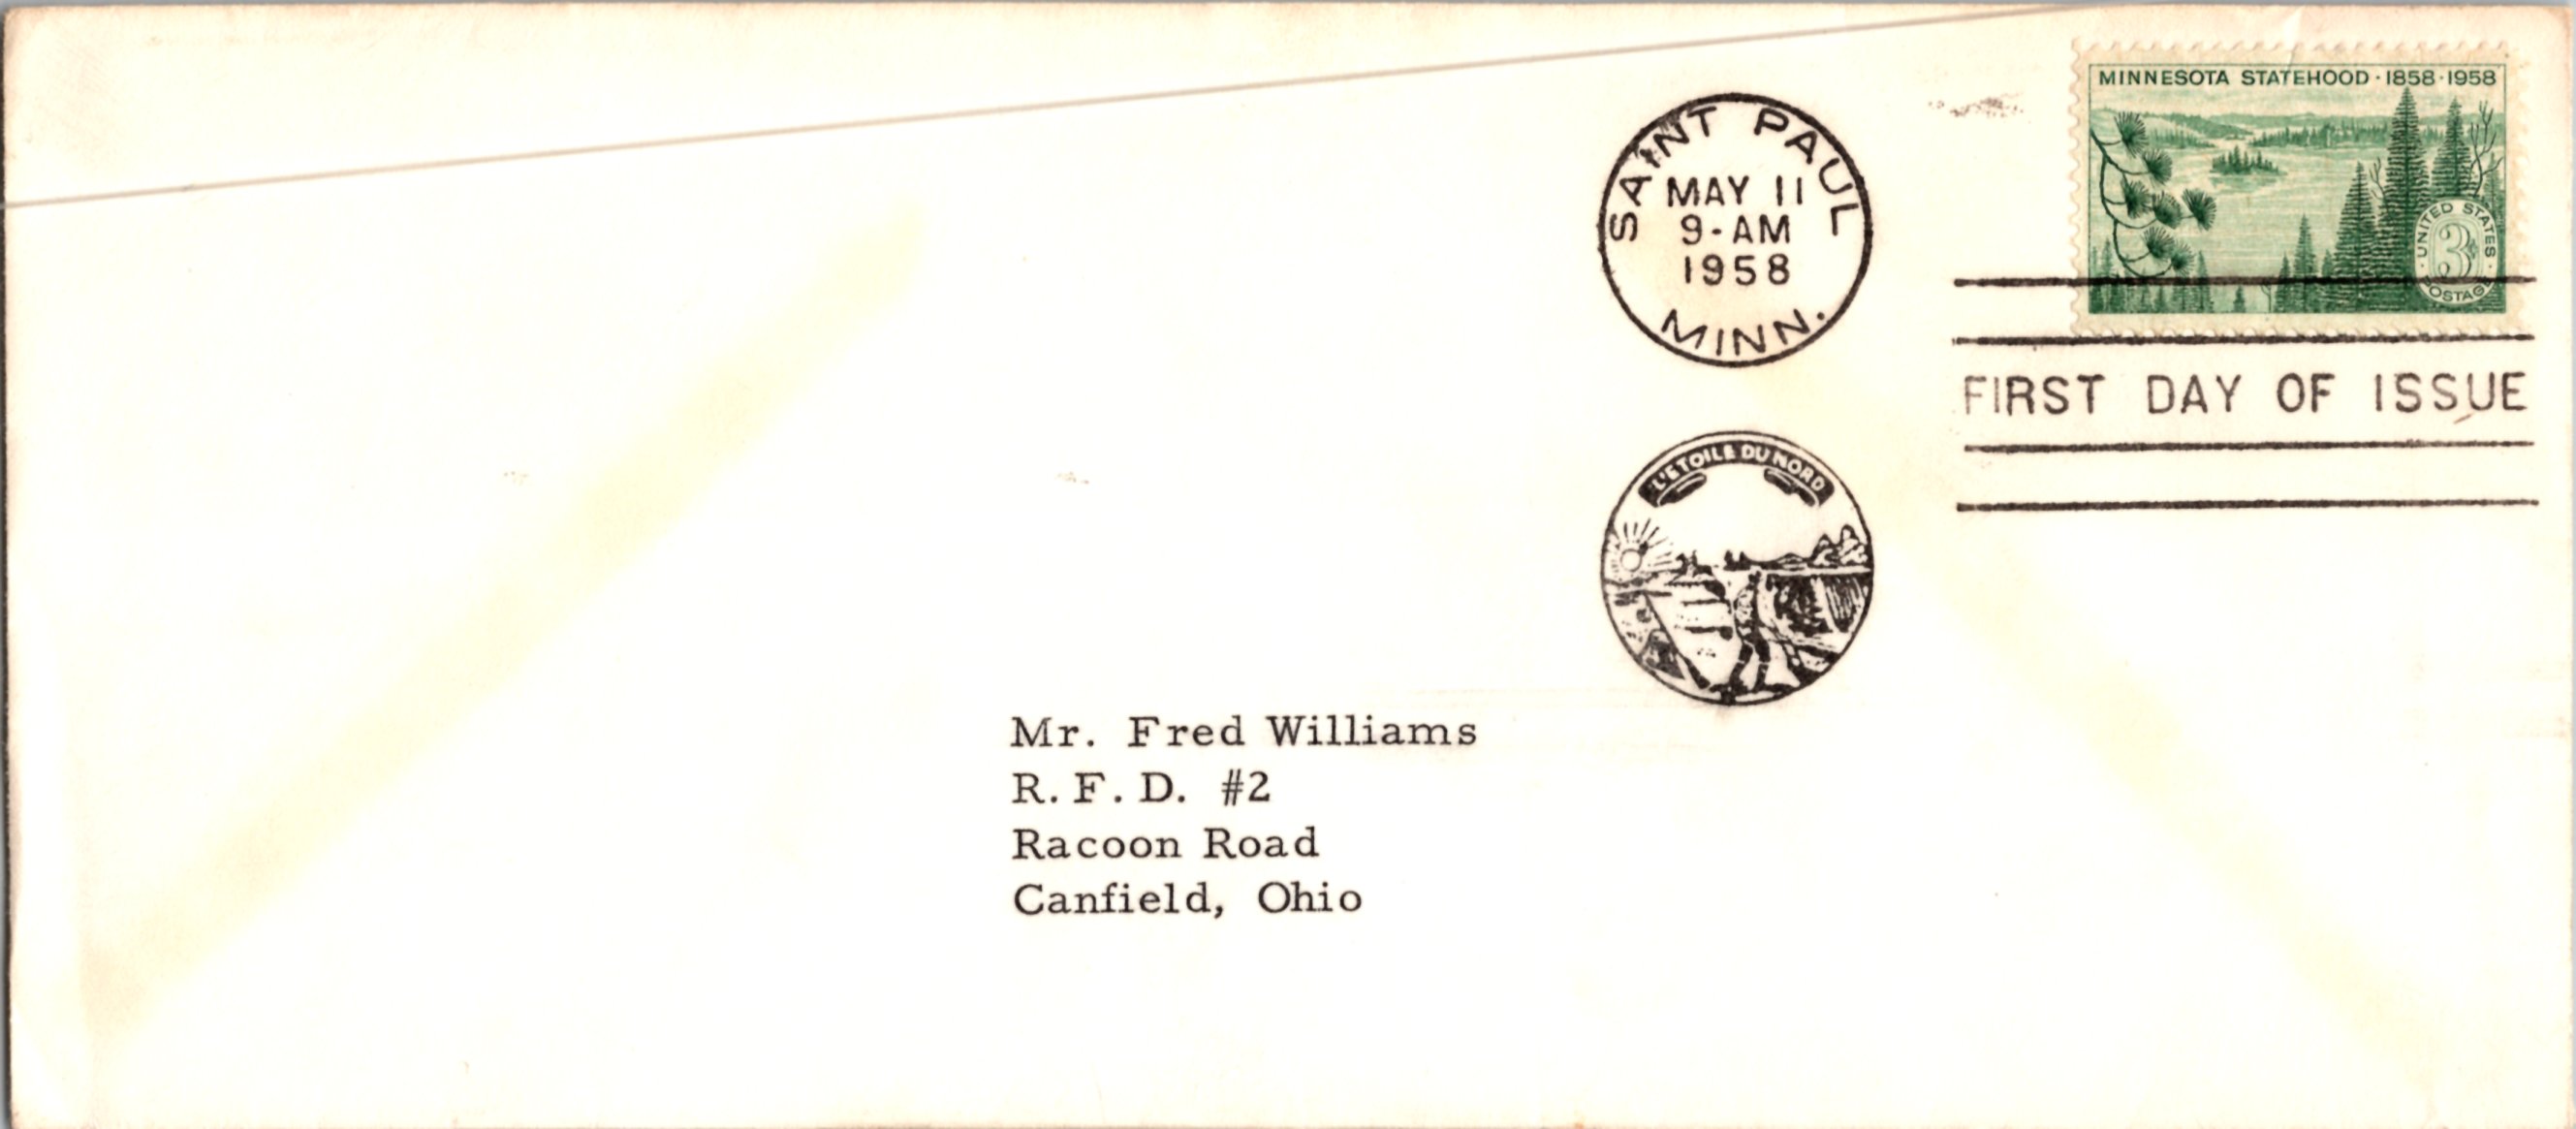 MINNESOTA STATEHOOD · 1858 · 1958
UNITED STATES
3¢
POSTAGE
SAINT PAUL
MAY 11
9-AM
1958
MINN.
FIRST DAY OF ISSUE
L'ETOILE DU NORD
Mr. Fred Williams
R. F. D. #2
Racoon Road
Canfield, Ohio